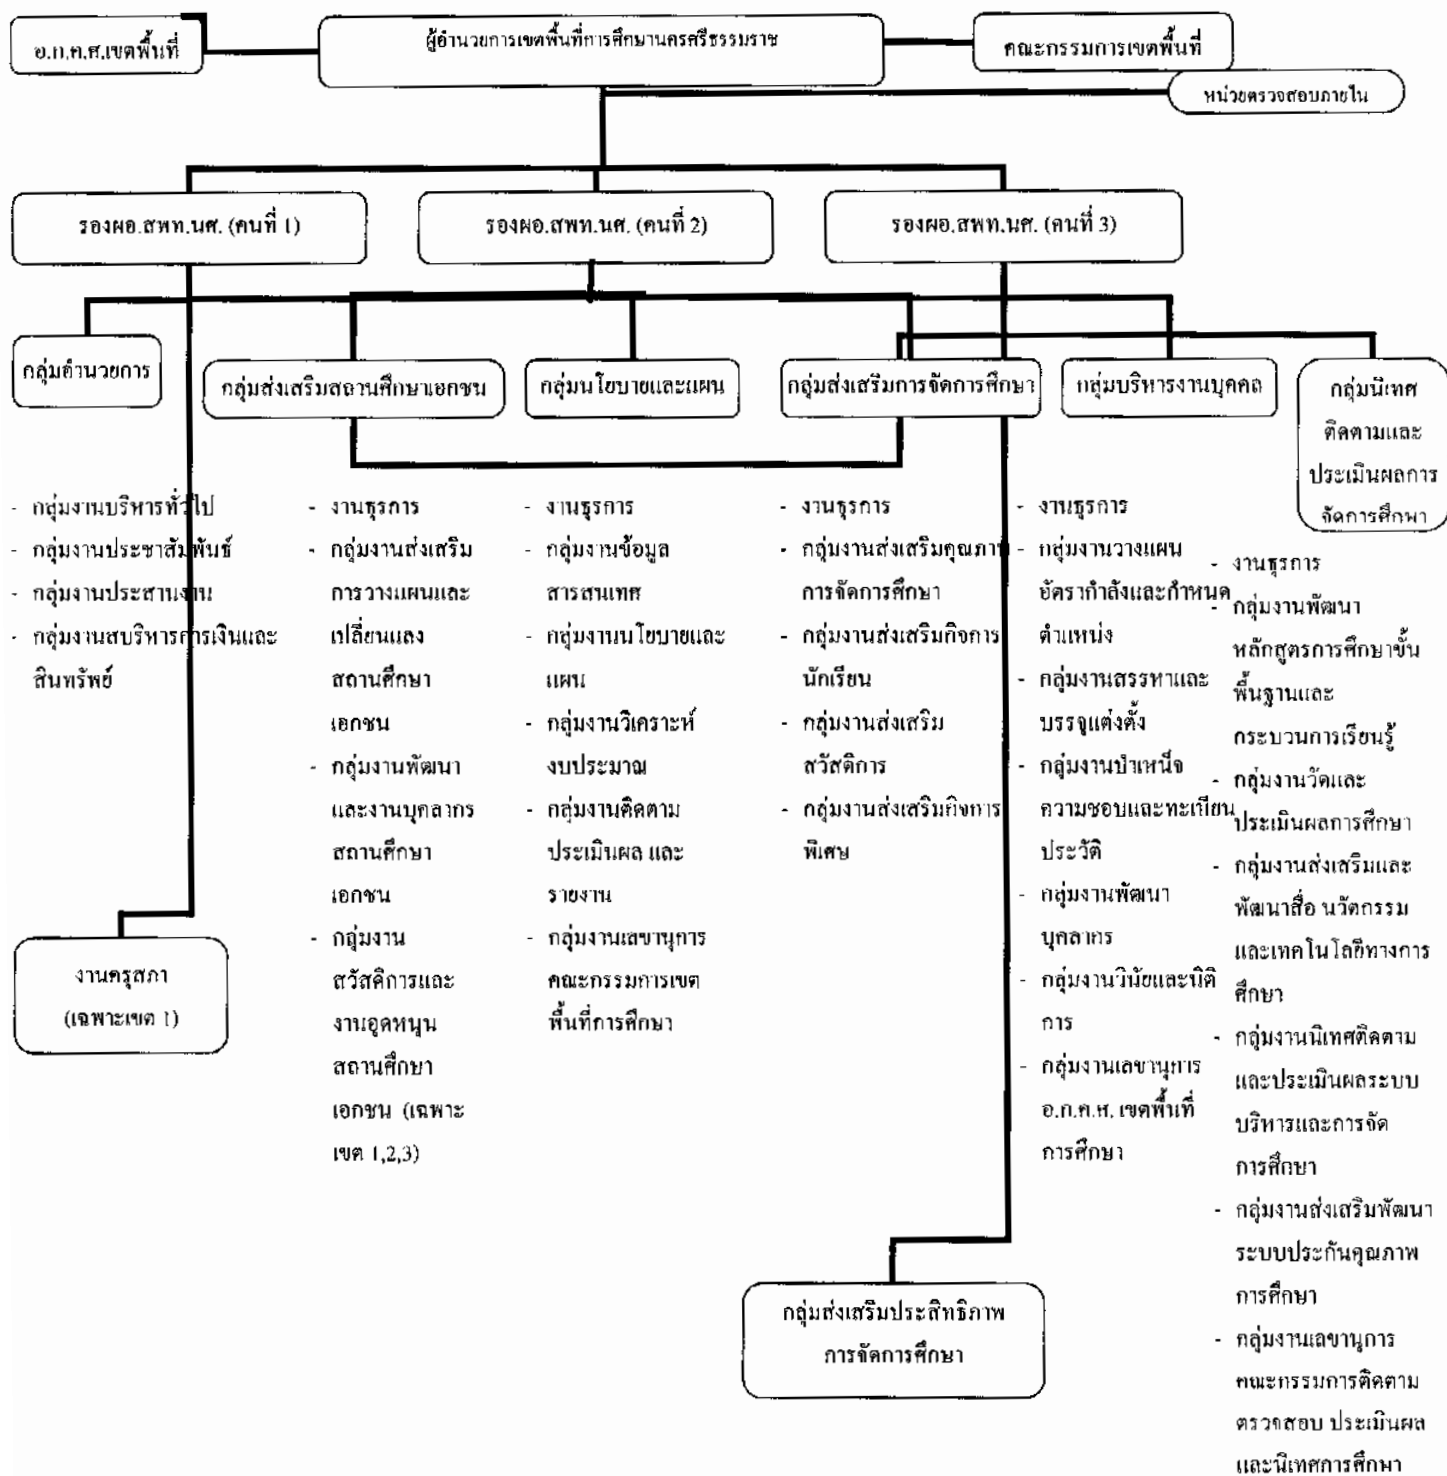 อ.ก.ค.ศ.เขตพื้นที่
ผู้อำนวยการเขตพื้นที่การศึกษานครศรีธรรมราช
คณะกรรมการเขตพื้นที่
หน่วยตรวจสอบภายใน
รองผอ.สพท.นศ. (คนที่ 1)
รองผอ.สพท.นศ. (คนที่ 2)
รองผอ.สพท.นศ. (คนที่ 3)
กลุ่มอำนวยการ
กลุ่มส่งเสริมสถานศึกษาเอกชน
กลุ่มนโยบายและแผน
กลุ่มส่งเสริมการจัดการศึกษา
กลุ่มบริหารงานบุคคล
กลุ่มนิเทศ
ติดตามและ
ประเมินผลการ
จัดการศึกษา
- กลุ่มงานบริหารทั่วไป
- กลุ่มงานประชาสัมพันธ์
- กลุ่มงานประสานงาน
- กลุ่มงานสบริหารการเงินและ
สินทรัพย์
- งานธุรการ
- กลุ่มงานส่งเสริม
การวางแผนและ
เปลี่ยนแลง
สถานศึกษา
เอกชน
- กลุ่มงานพัฒนา
และงานบุคลากร
สถานศึกษา
เอกชน
- กลุ่มงาน
สวัสดิการและ
งานอุดหนุน
สถานศึกษา
เอกชน (เฉพาะ
เขต 1,2,3)
- งานธุรการ
- กลุ่มงานข้อมูล
สารสนเทศ
- กลุ่มงานนโยบายและ
แผน
- กลุ่มงานวิเคราะห์
งบประมาณ
- กลุ่มงานติดตาม
ประเมินผล และ
รายงาน
- กลุ่มงานเลขานุการ
คณะกรรมการเขต
พื้นที่การศึกษา
- งานธุรการ
- กลุ่มงานส่งเสริมคุณภาพ
การจัดการศึกษา
- กลุ่มงานส่งเสริมกิจการ
นักเรียน
- กลุ่มงานส่งเสริม
สวัสดิการ
- กลุ่มงานส่งเสริมกิจการ
พิเศษ
- งานธุรการ
- กลุ่มงานวางแผน
อัตรากำลังและกำหนด
ตำแหน่ง
- กลุ่มงานสรรหาและ
บรรจุแต่งตั้ง
- กลุ่มงานบำเหน็จ
ความชอบและทะเบียน
ประวัติ
- กลุ่มงานพัฒนา
บุคลากร
- กลุ่มงานวินัยและนิติ
การ
- กลุ่มงานเลขานุการ
อ.ก.ค.ศ. เขตพื้นที่
การศึกษา
- งานธุรการ
- กลุ่มงานพัฒนา
หลักสูตรการศึกษาขั้น
พื้นฐานและ
กระบวนการเรียนรู้
- กลุ่มงานวัดและ
ประเมินผลการศึกษา
- กลุ่มงานส่งเสริมและ
พัฒนาสื่อ นวัตกรรม
และเทคโนโลยีทางการ
ศึกษา
- กลุ่มงานนิเทศติดตาม
และประเมินผลระบบ
บริหารและการจัด
การศึกษา
- กลุ่มงานส่งเสริมพัฒนา
ระบบประกันคุณภาพ
การศึกษา
- กลุ่มงานเลขานุการ
คณะกรรมการติดตาม
ตรวจสอบ ประเมินผล
และนิเทศการศึกษา
งานครุสภา
(เฉพาะเขต 1)
กลุ่มส่งเสริมประสิทธิภาพ
การจัดการศึกษา